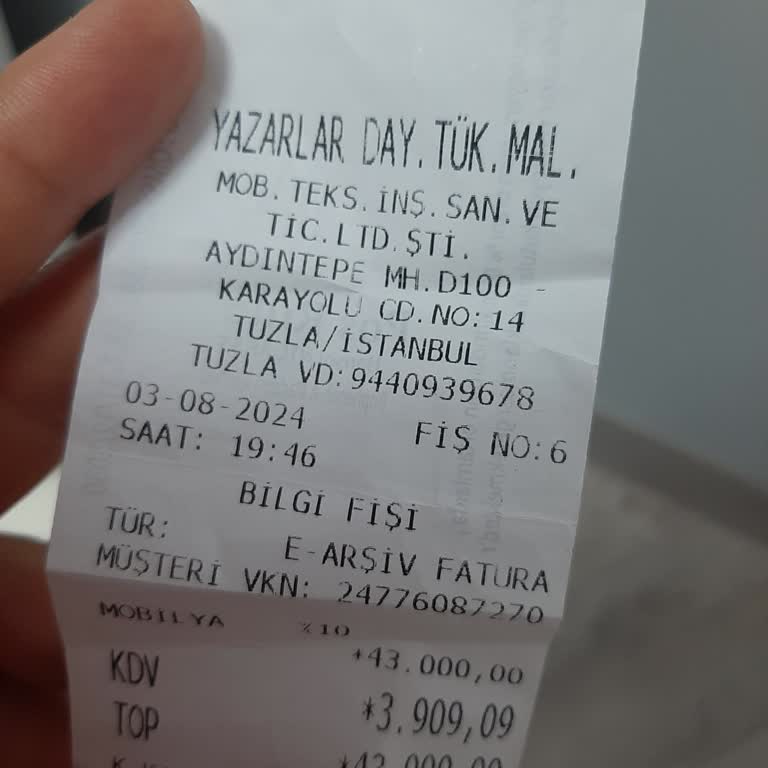 YAZARLAR DAY.TÜK.MAL.
MOB.TEKS.İNŞ.SAN.VE
TİC.LTD.ŞTİ.
AYDINTEPE MH.D100 -
KARAYOLU CD.NO:14
TUZLA/İSTANBUL
TUZLA VD:9440939678
03-08-2024 FİŞ NO:6
SAAT: 19:46
BİLGİ FİŞİ
TÜR: E-ARŞİV FATURA
MÜŞTERİ VKN: 24776087270
MOBİLYA %10 *43.000,00
KDV *3.909,09
TOP